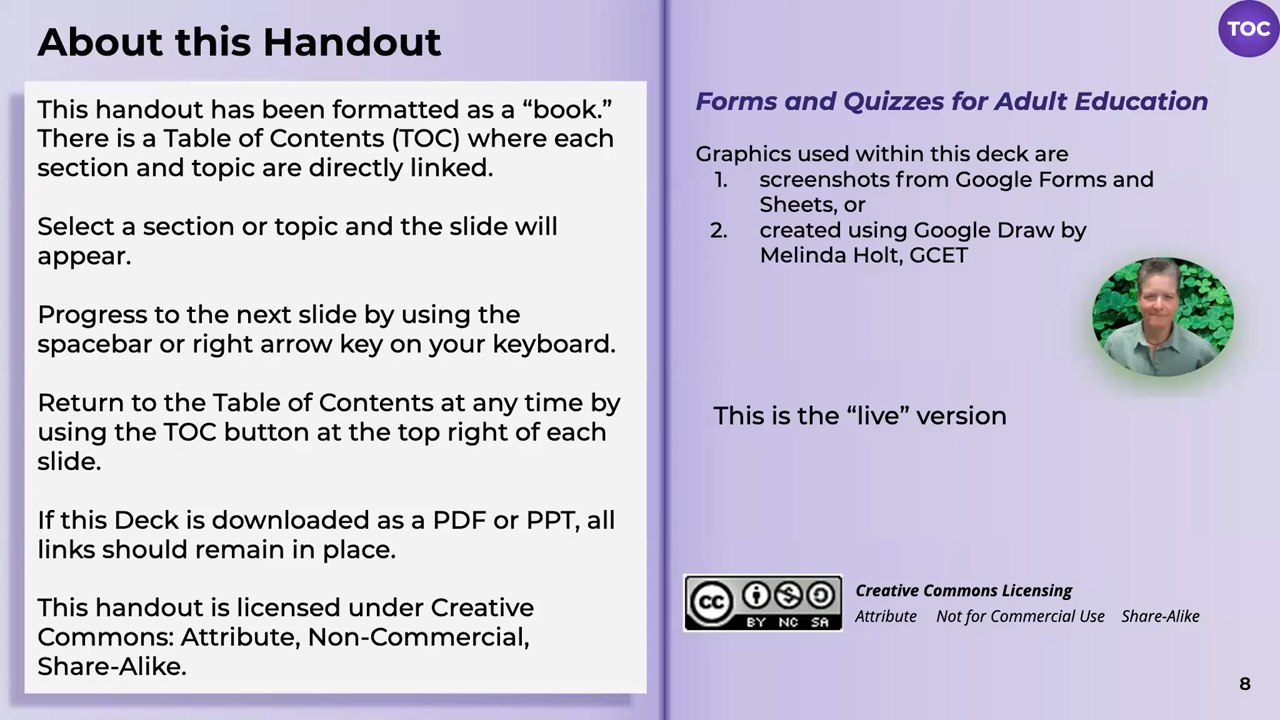 About this Handout
This handout has been formatted as a “book.”
There is a Table of Contents (TOC) where each
section and topic are directly linked.
Select a section or topic and the slide will
appear.
Progress to the next slide by using the
spacebar or right arrow key on your keyboard.
Return to the Table of Contents at any time by
using the TOC button at the top right of each
slide.
If this Deck is downloaded as a PDF or PPT, all
links should remain in place.
This handout is licensed under Creative
Commons: Attribute, Non-Commercial,
Share-Alike.
TOC
Forms and Quizzes for Adult Education
Graphics used within this deck are
1. screenshots from Google Forms and
Sheets, or
2. created using Google Draw by
Melinda Holt, GCET
This is the “live” version
cc BY NC SA
Creative Commons Licensing
Attribute Not for Commercial Use Share-Alike
8